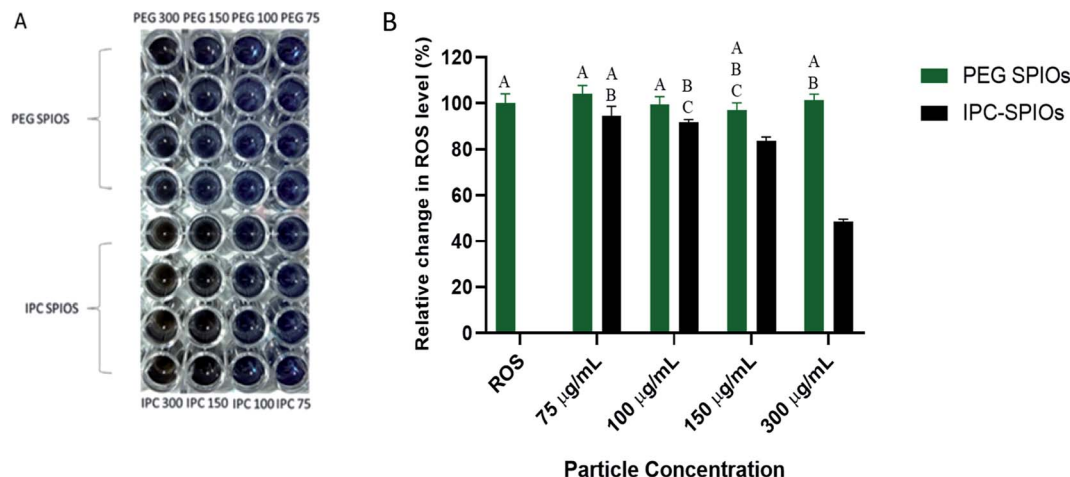 A
PEG 300 PEG 150 PEG 100 PEG 75
PEG SPIOS
IPC SPIOS
IPC 300 IPC 150 IPC 100 IPC 75
B
Relative change in ROS level (%)
120
100
80
60
40
20
0
A
A
A
B
A
B
C
A
B
C
A
B
PEG SPIOs
IPC-SPIOs
ROS
75 µg/mL
100 µg/mL
150 µg/mL
300 µg/mL
Particle Concentration